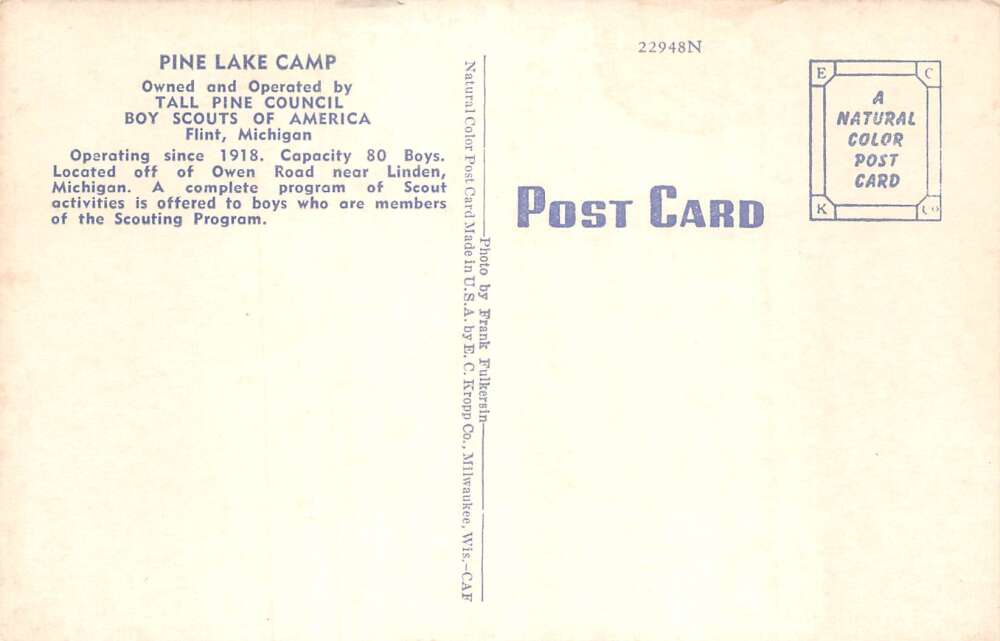 PINE LAKE CAMP
Owned and Operated by
TALL PINE COUNCIL
BOY SCOUTS OF AMERICA
Flint, Michigan
Operating since 1918. Capacity 80 Boys.
Located off of Owen Road near Linden,
Michigan. A complete program of Scout
activities is offered to boys who are members
of the Scouting Program.
Natural Color Post Card Made in U.S.A. by E. C. Kropp Co., Milwaukee, Wis.-CAF
Photo by Frank Fulkersin
22948N
POST CARD
E C
A
NATURAL
COLOR
POST
CARD
K Co